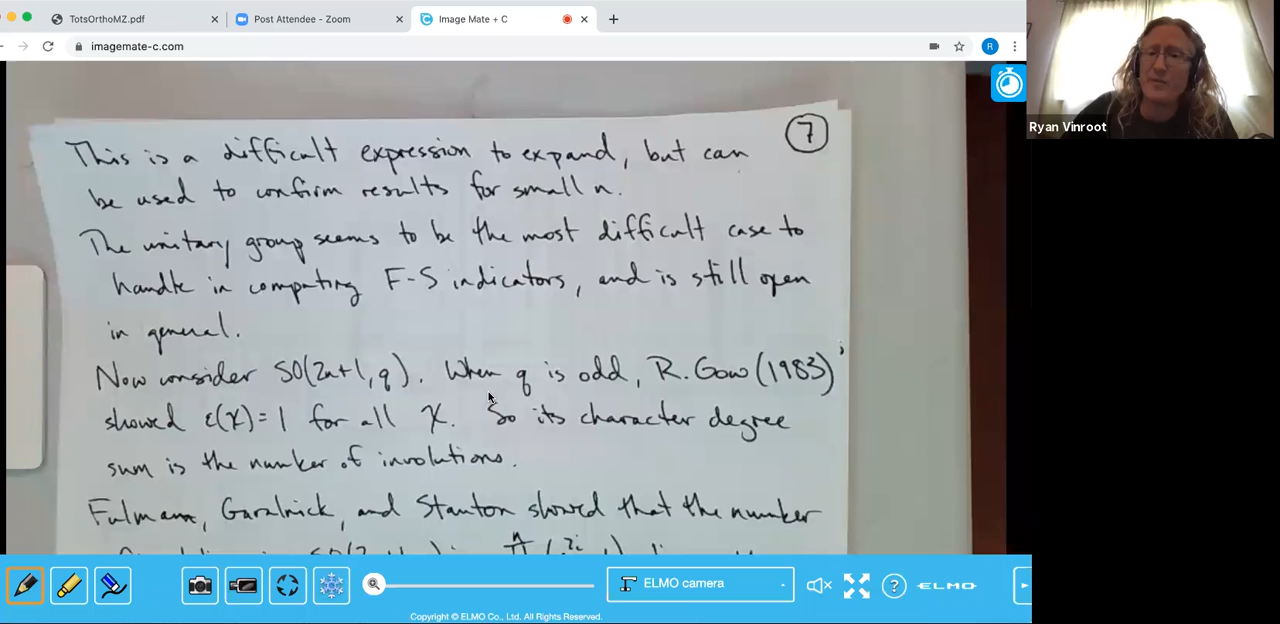 TotsOrthoMZ.pdf
Post Attendee - Zoom
Image Mate + C
imagemate-c.com
R
Ryan Vinroot
7
This is a difficult expression to expand, but can
be used to confirm results for small n.
The unitary group seems to be the most difficult case to
handle in computing F-S indicators, and is still open
in general.
Now consider SO(2n+1, q). When q is odd, R. Gow (1983)
showed ε(χ)=1 for all χ. So its character degree
sum is the number of involutions.
Fulman, Guralnick, and Stanton showed that the number
ELMO camera
?
ELMO
Copyright © ELMO Co., Ltd. All Rights Reserved.